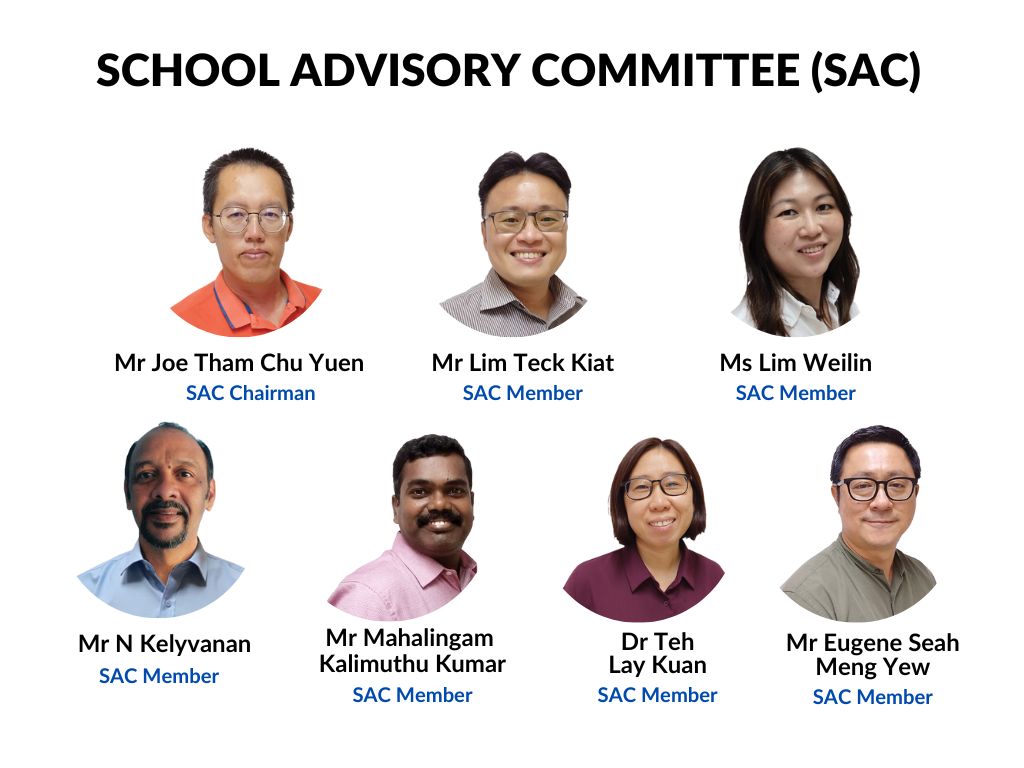 SCHOOL ADVISORY COMMITTEE (SAC)
Mr Joe Tham Chu Yuen
SAC Chairman
Mr Lim Teck Kiat
SAC Member
Ms Lim Weilin
SAC Member
Mr N Kelyvanan
SAC Member
Mr Mahalingam
Kalimuthu Kumar
SAC Member
Dr Teh
Lay Kuan
SAC Member
Mr Eugene Seah
Meng Yew
SAC Member